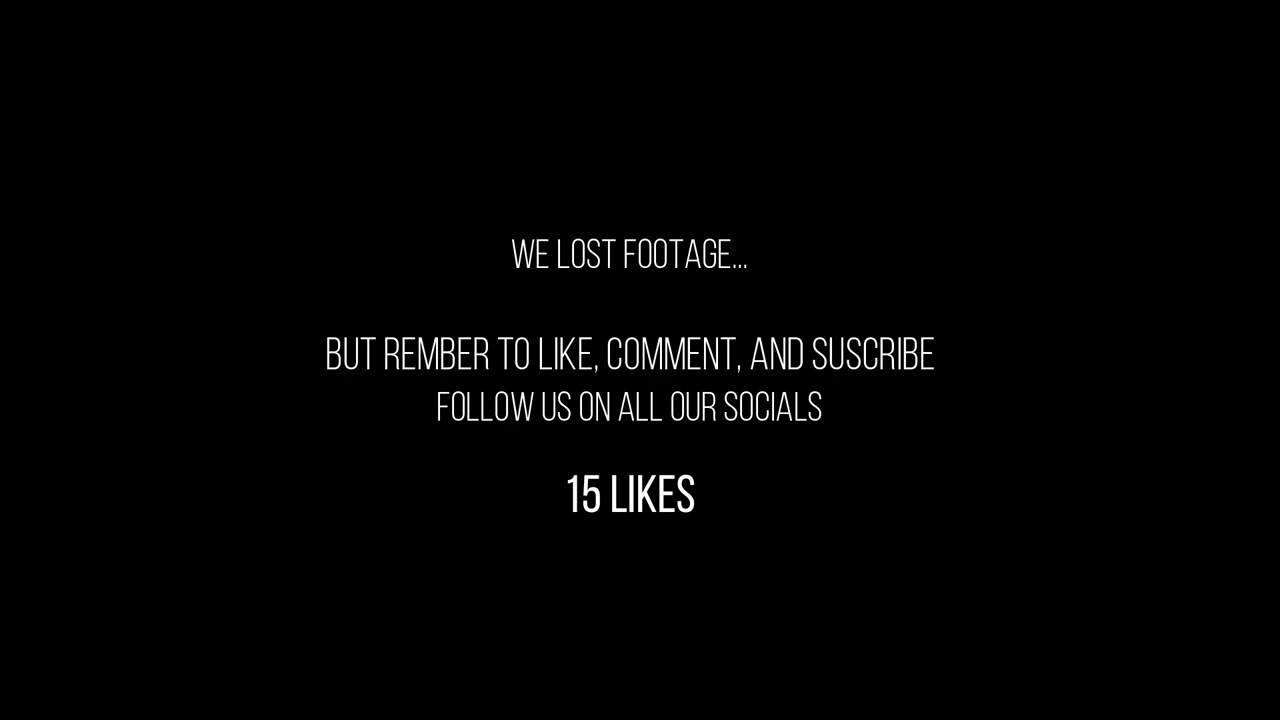 WE LOST FOOTAGE...
BUT REMBER TO LIKE, COMMENT, AND SUSCRIBE
FOLLOW US ON ALL OUR SOCIALS
15 LIKES